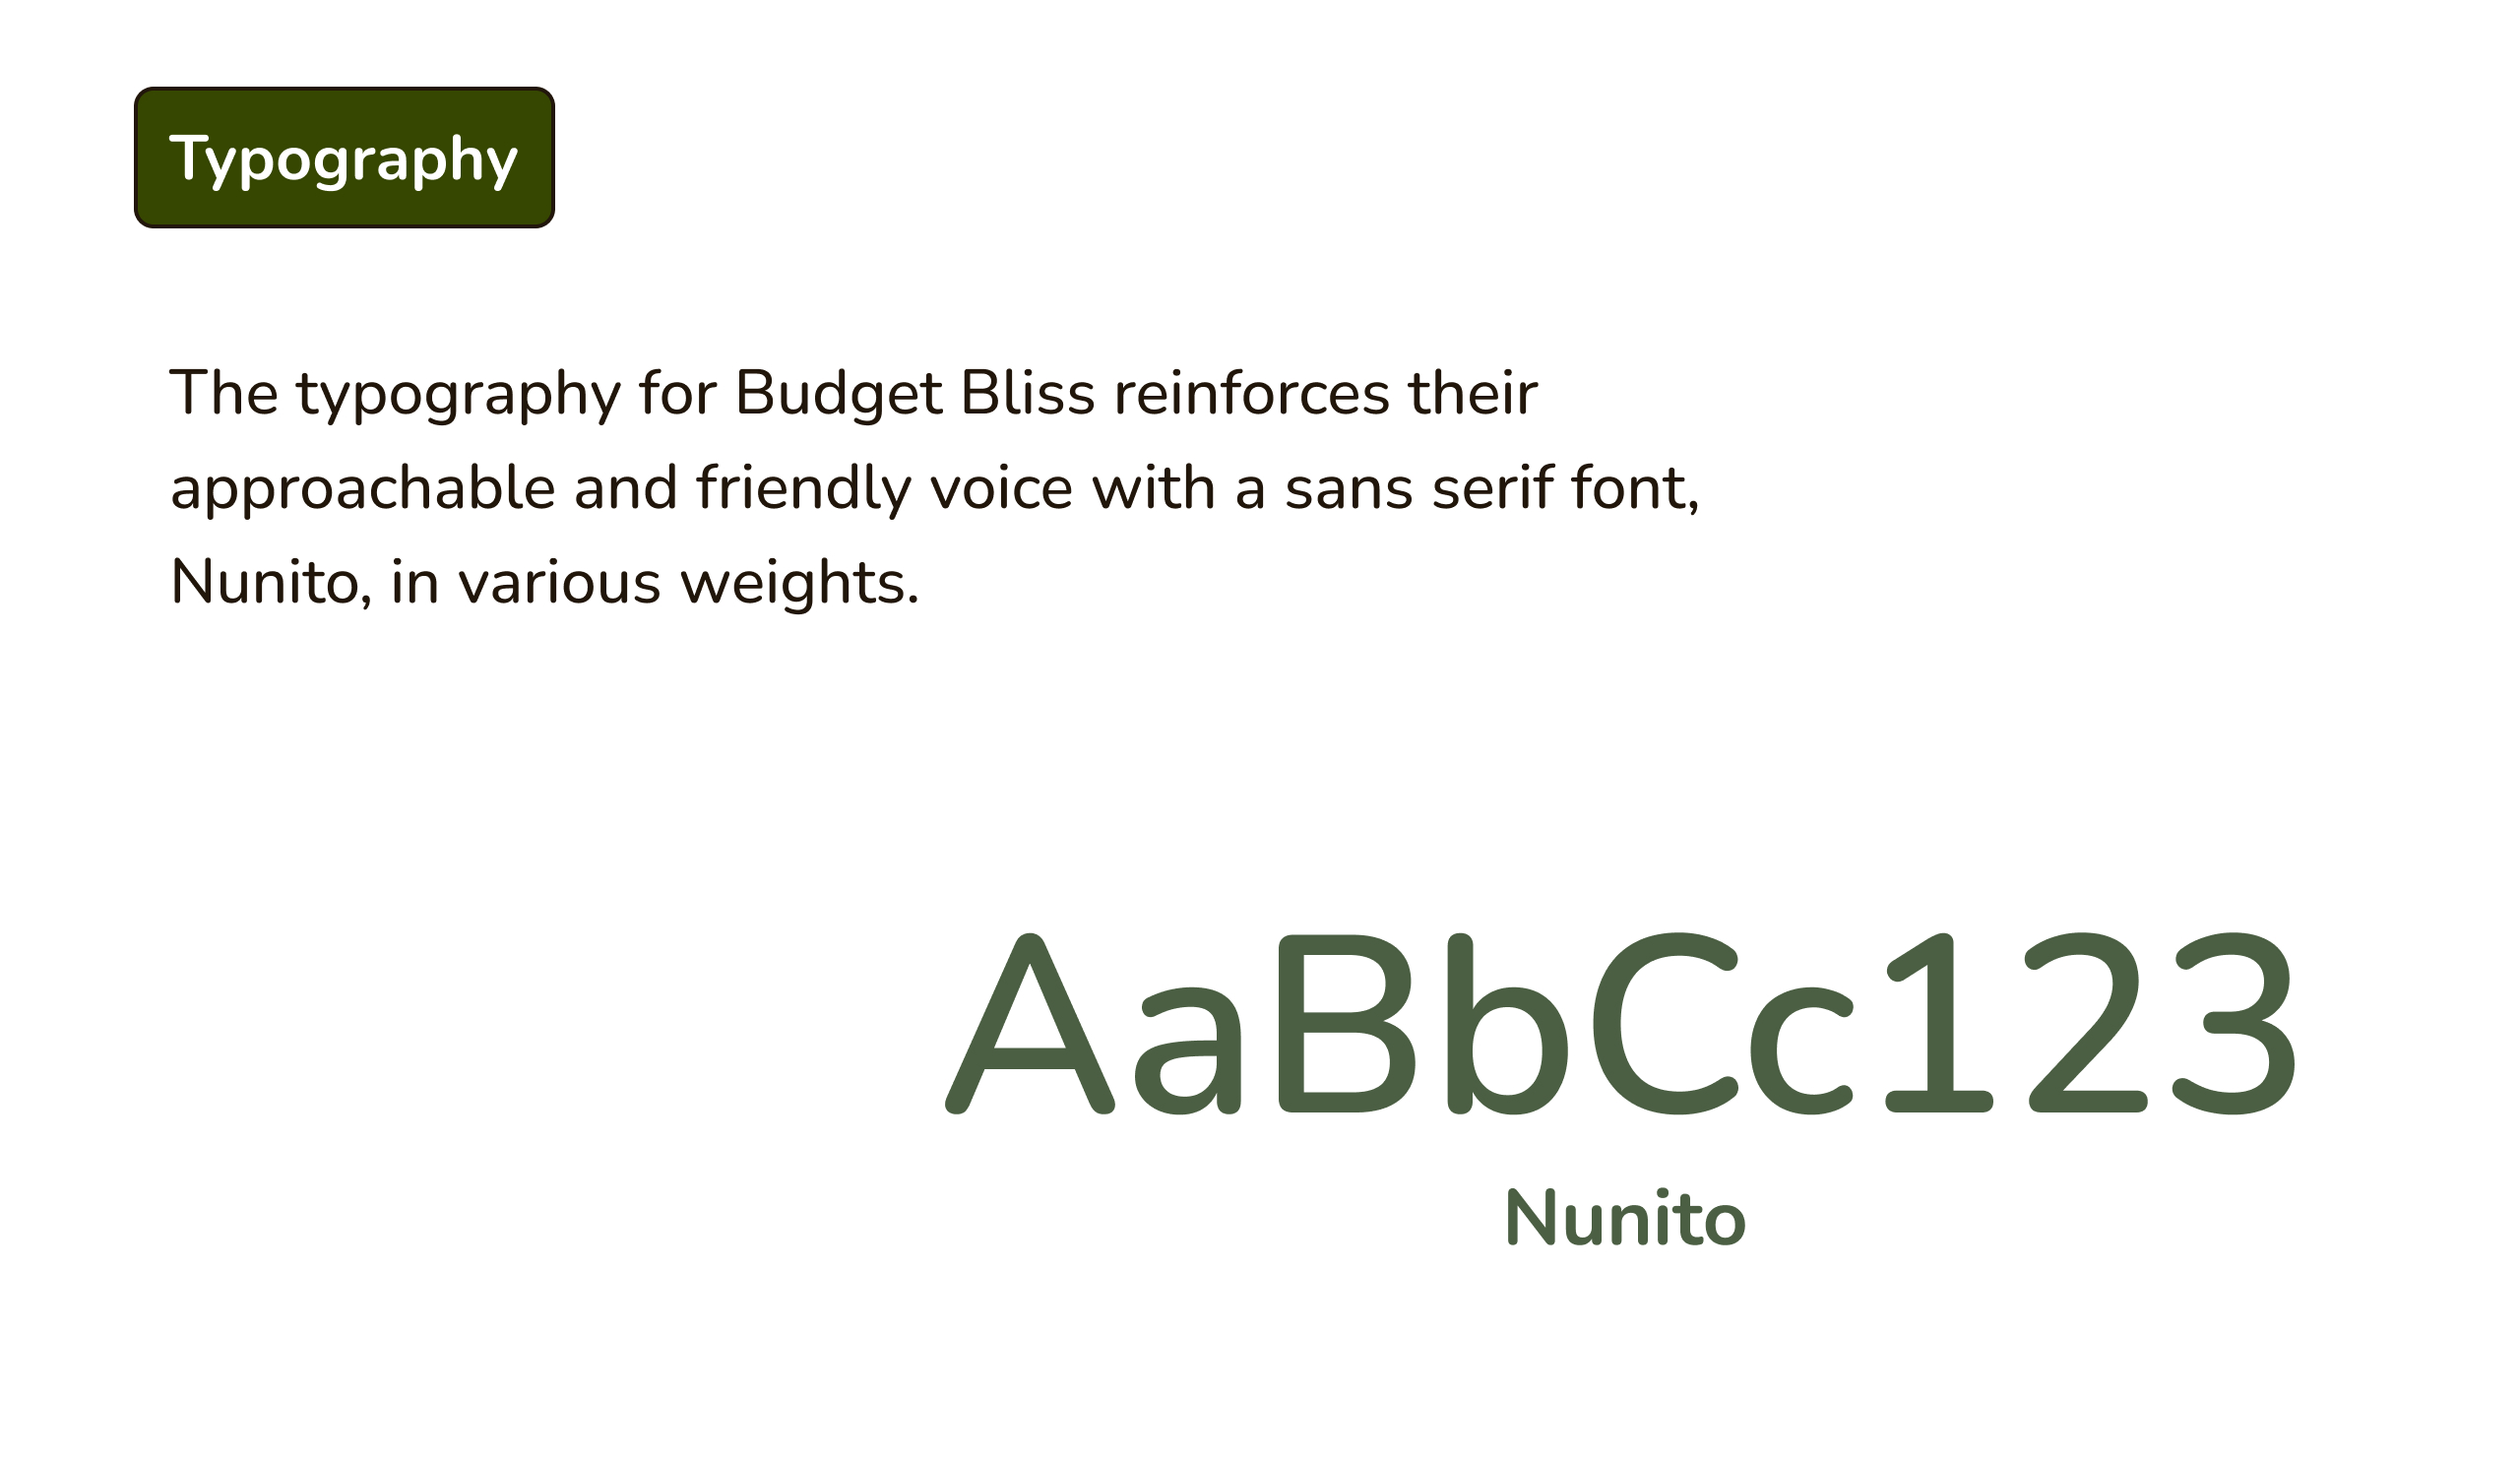 Typography
The typography for Budget Bliss reinforces their
approachable and friendly voice with a sans serif font,
Nunito, in various weights.
AaBbCc123
Nunito